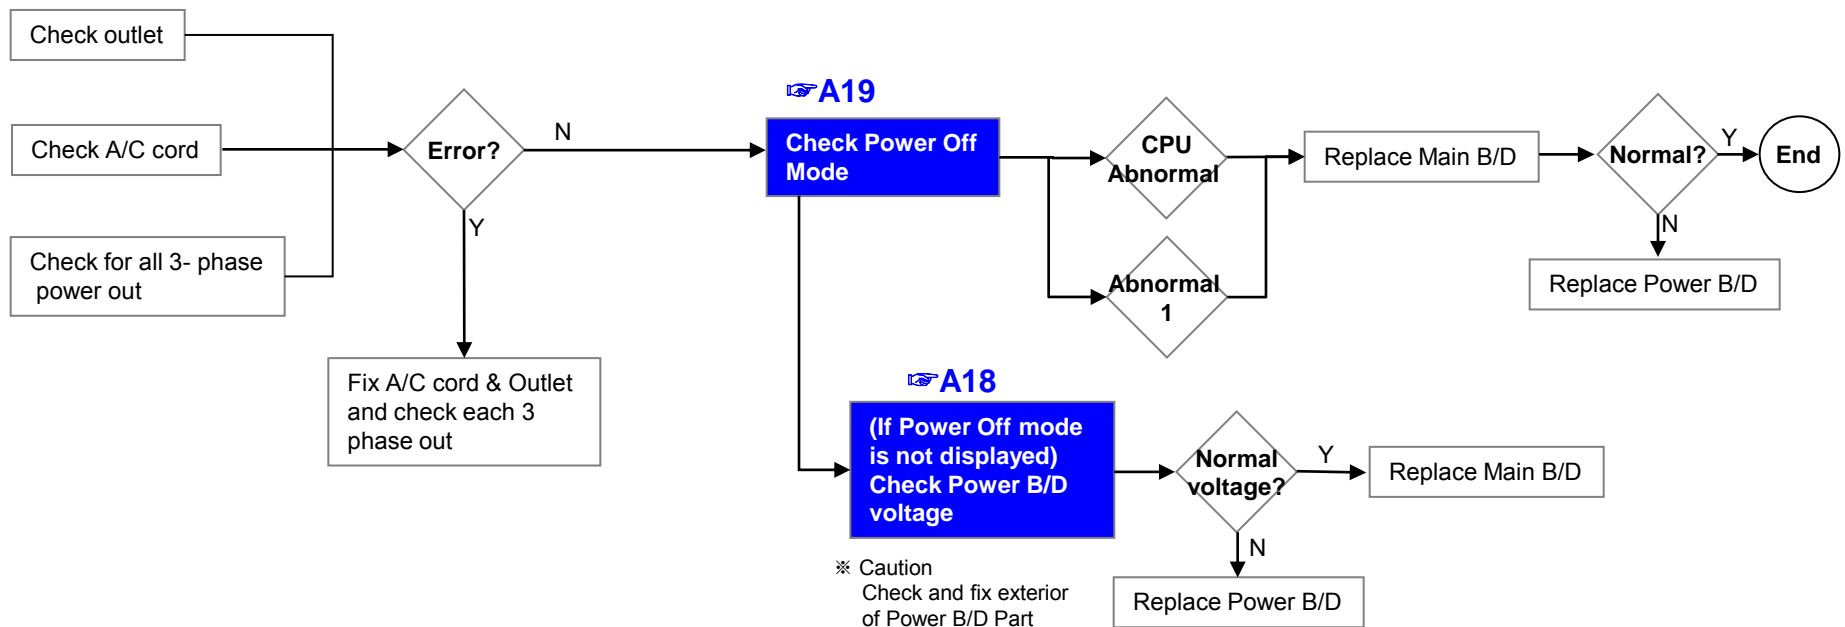 Check outlet
Check A/C cord
Check for all 3- phase
power out
Error?
N
Y
Fix A/C cord & Outlet
and check each 3
phase out
☞A19
Check Power Off
Mode
CPU
Abnormal
Abnormal
1
Replace Main B/D
Normal?
Y
End
N
Replace Power B/D
☞A18
(If Power Off mode
is not displayed)
Check Power B/D
voltage
※ Caution
Check and fix exterior
of Power B/D Part
Normal
voltage?
Y
Replace Main B/D
N
Replace Power B/D